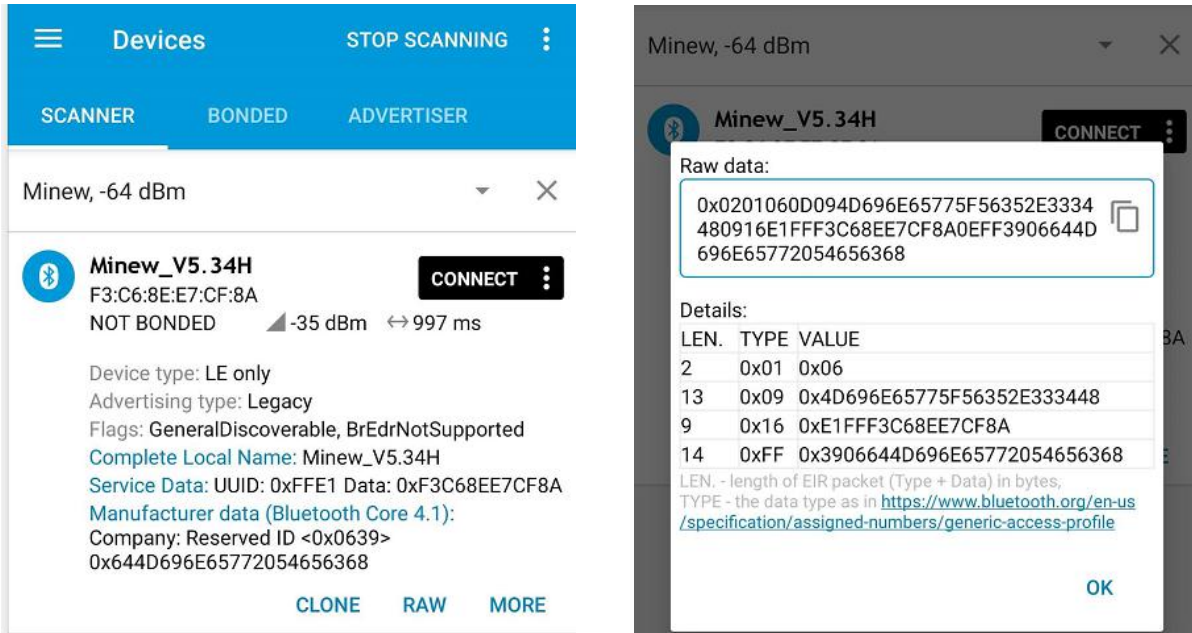 Devices STOP SCANNING
SCANNER BONDED ADVERTISER
Minew, -64 dBm
Minew_V5.34H
CONNECT
F3:C6:8E:E7:CF:8A
NOT BONDED -35 dBm 997 ms
Device type: LE only
Advertising type: Legacy
Flags: GeneralDiscoverable, BrEdrNotSupported
Complete Local Name: Minew_V5.34H
Service Data: UUID: 0xFFE1 Data: 0xF3C68EE7CF8A
Manufacturer data (Bluetooth Core 4.1):
Company: Reserved ID <0x0639>
0x644D696E65772054656368
CLONE RAW MORE
Minew, -64 dBm
Minew_V5.34H
CONNECT
Raw data:
0x0201060D094D696E65775F56352E3334
480916E1FFF3C68EE7CF8A0EFF3906644D
696E65772054656368
Details:
LEN. TYPE VALUE
2 0x01 0x06
13 0x09 0x4D696E65775F56352E333448
9 0x16 0xE1FFF3C68EE7CF8A
14 0xFF 0x3906644D696E65772054656368
LEN. - length of EIR packet (Type + Data) in bytes,
TYPE - the data type as in https://www.bluetooth.org/en-us
/specification/assigned-numbers/generic-access-profile
OK